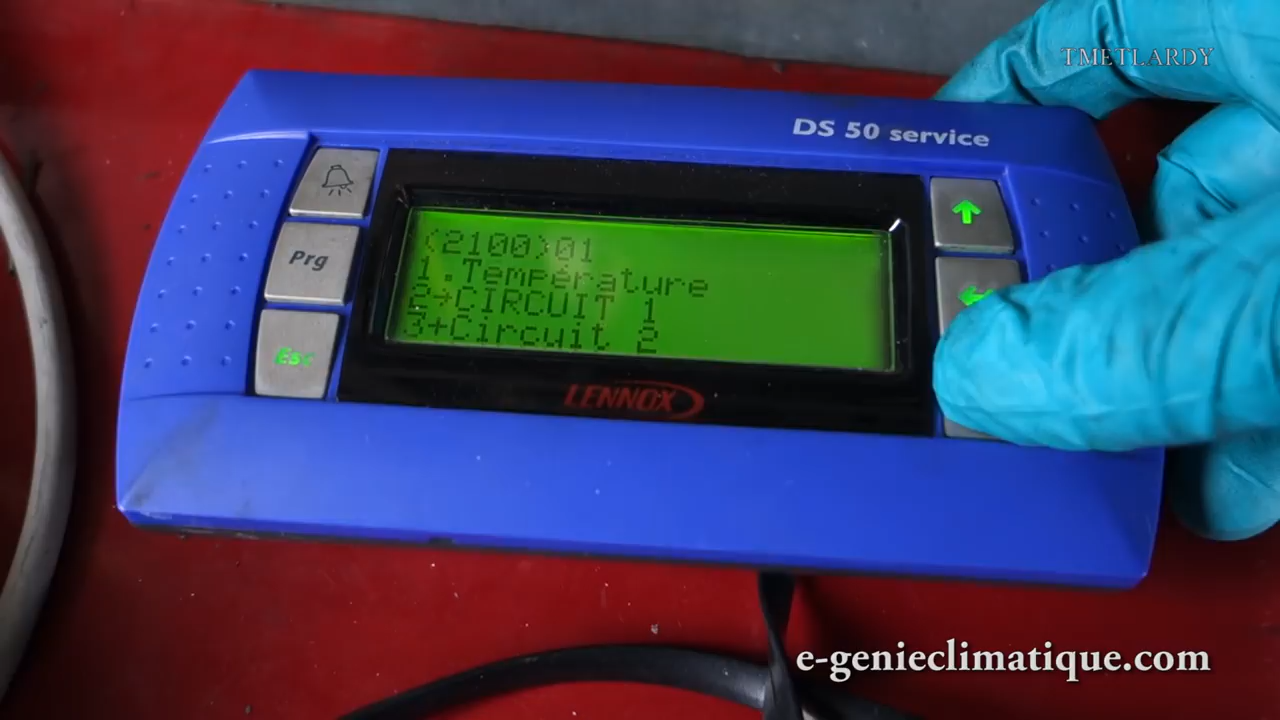 TMETLARDY
DS 50 service
Prg
Esc
(2100)01
1.Température
2→CIRCUIT 1
3+Circuit 2
LENNOX
e-genieclimatique.com